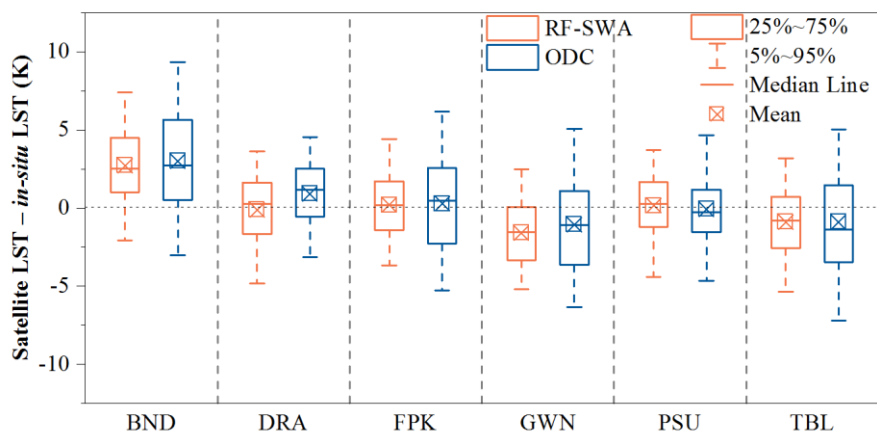 RF-SWA
ODC
25%~75%
5%~95%
Median Line
Mean
Satellite LST – in-situ LST (K)
10
5
0
-5
-10
BND DRA FPK GWN PSU TBL